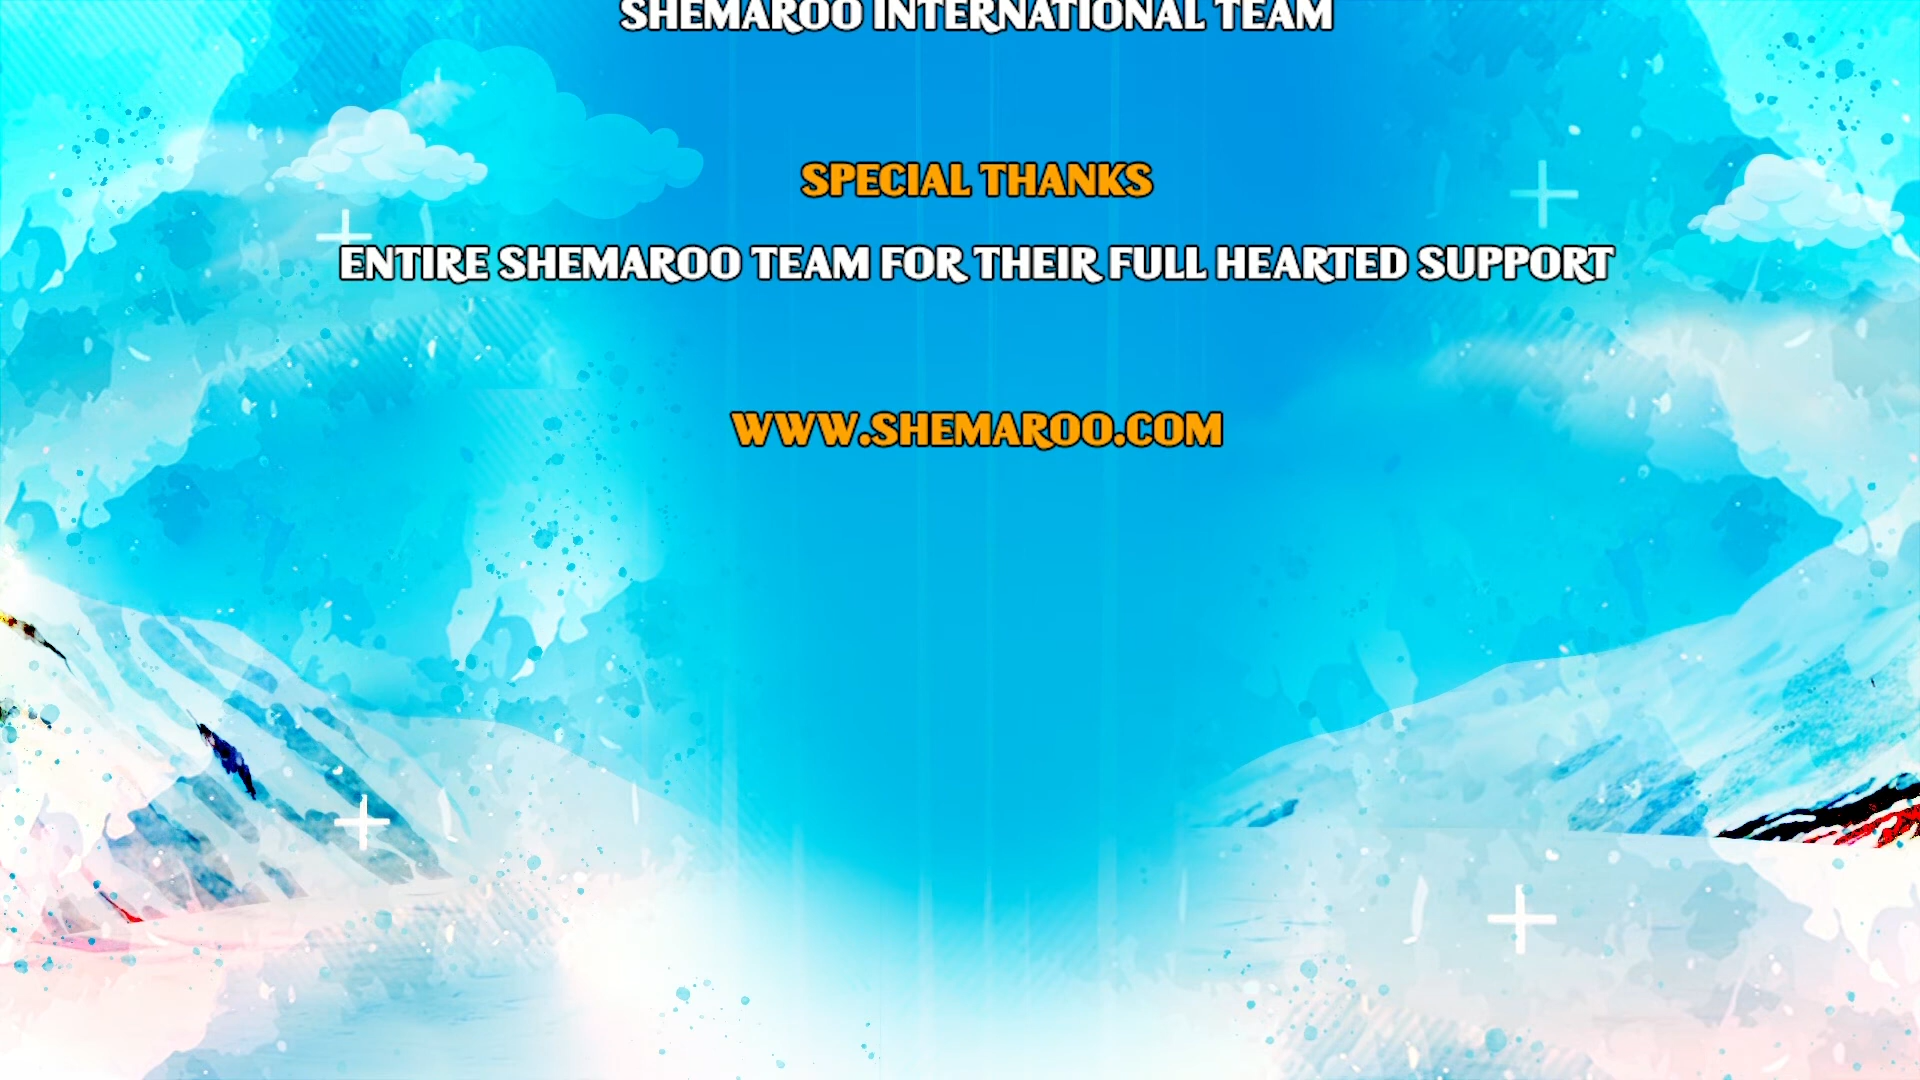 SHEMAROO INTERNATIONAL TEAM
SPECIAL THANKS
ENTIRE SHEMAROO TEAM FOR THEIR FULL HEARTED SUPPORT
WWW.SHEMAROO.COM